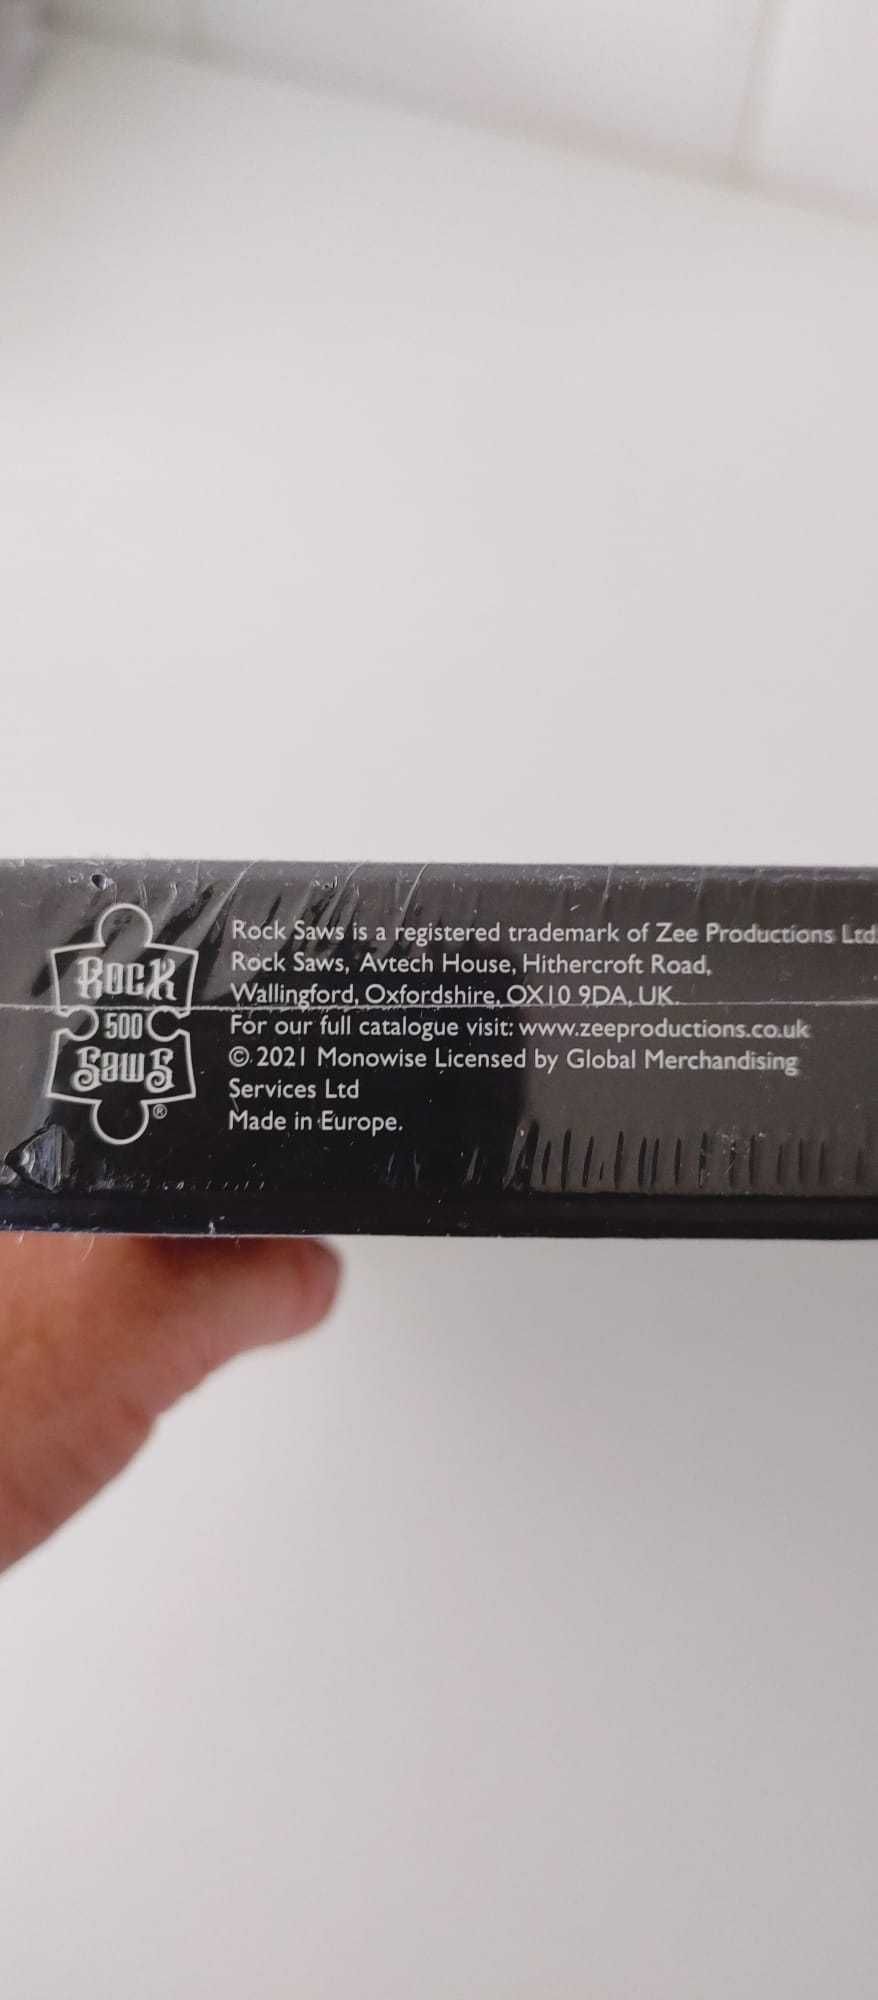 ROCK
500
SAWS
®
Rock Saws is a registered trademark of Zee Productions Ltd
Rock Saws, Avtech House, Hithercroft Road,
Wallingford, Oxfordshire, OX10 9DA, UK.
For our full catalogue visit: www.zeeproductions.co.uk
© 2021 Monowise Licensed by Global Merchandising
Services Ltd
Made in Europe.